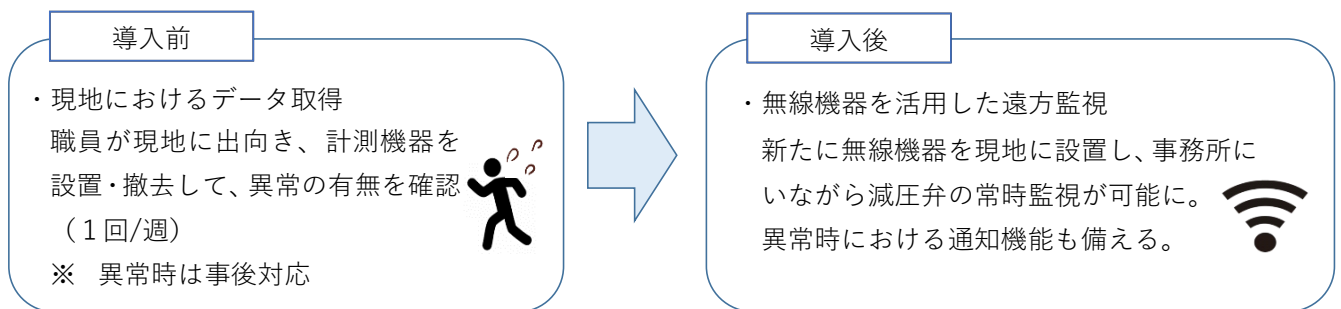 導入前
・現地におけるデータ取得
職員が現地に出向き、計測機器を
設置・撤去して、異常の有無を確認
（１回/週）
※　異常時は事後対応
導入後
・無線機器を活用した遠方監視
新たに無線機器を現地に設置し、事務所に
いながら減圧弁の常時監視が可能に。
異常時における通知機能も備える。